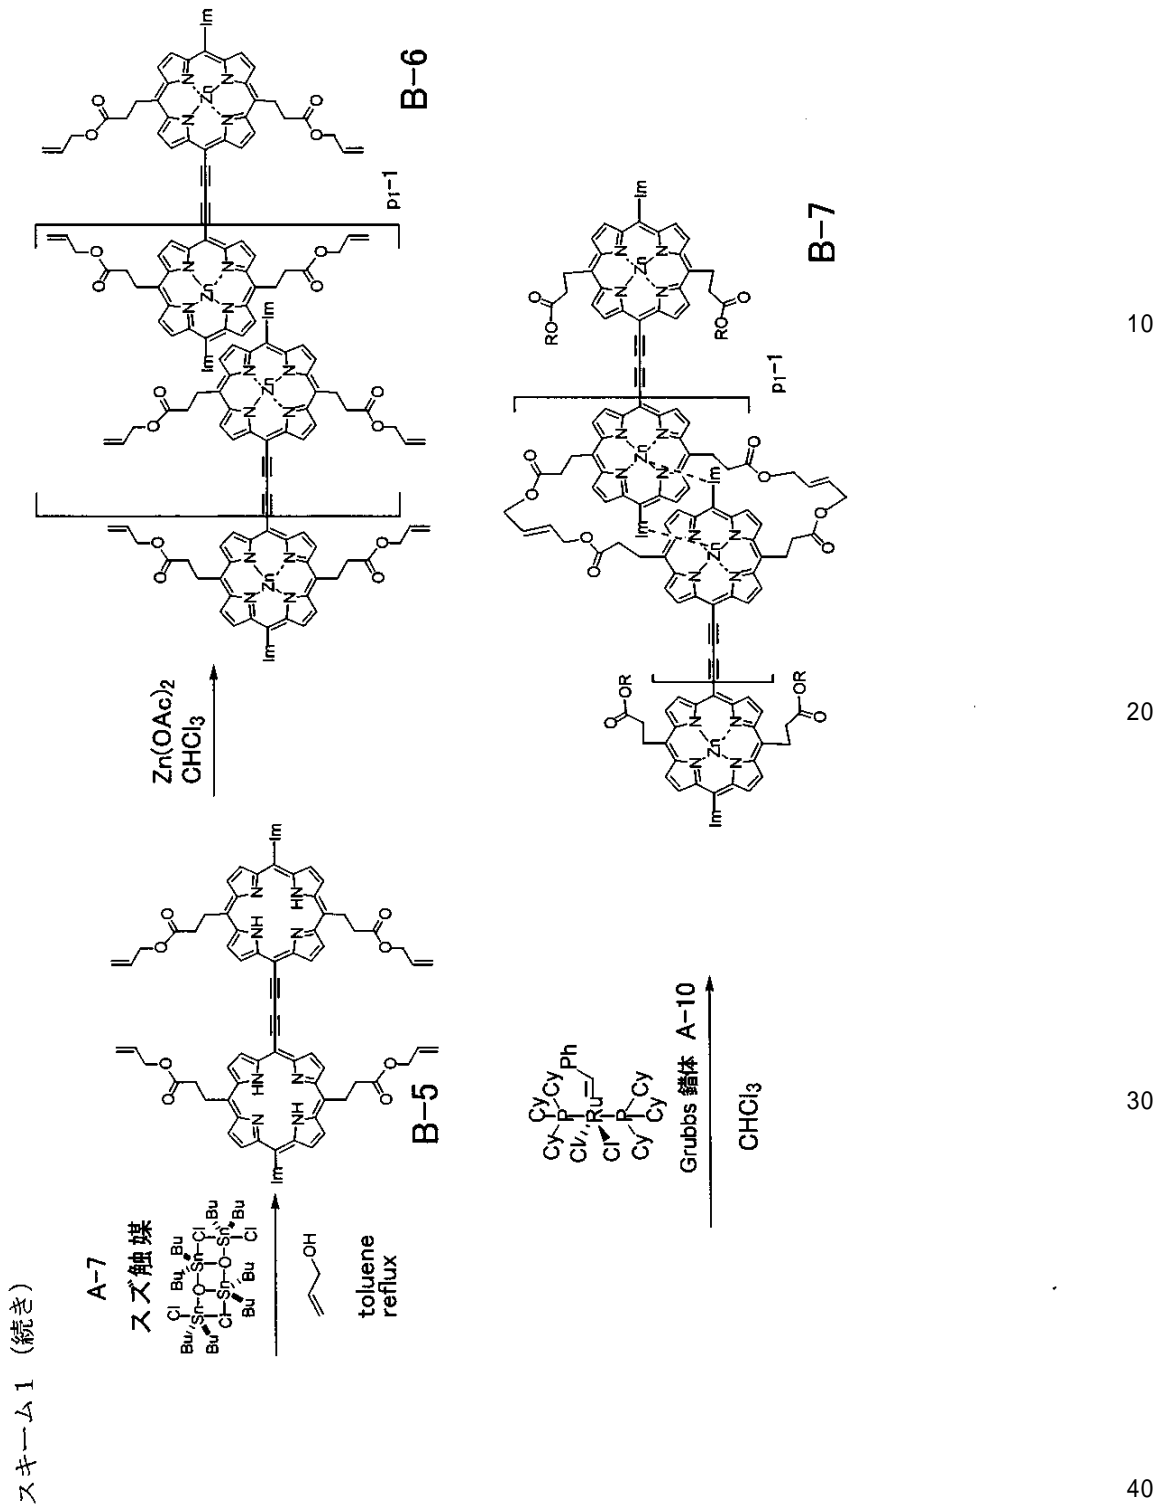 スキーム1 (続き)
A-7
スズ触媒
Bu
Bu
Bu
Bu
Bu
Bu
Bu
Bu
Cl
Sn
O
Sn
Cl
Cl
Sn
O
Sn
Cl
OH
toluene
reflux
Im
N
HN
NH
N
O
O
O
O
NH
N
N
HN
O
O
O
O
Im
B-5
Zn(OAc)2
CHCl3
Im
N
N
N
N
Zn
O
O
O
O
N
N
N
N
Zn
O
O
O
O
Im
Im
N
N
N
N
Zn
O
O
O
O
p1-1
N
N
N
N
Zn
O
O
O
O
Im
B-6
Cy
Cy
Cy
P
Cl
Ru
Ph
Cl
P
Cy
Cy
Cy
Grubbs 錯体 A-10
CHCl3
Im
N
N
N
N
Zn
O
OR
O
OR
N
N
N
N
Zn
Im
Im
O
O
O
O
O
O
O
O
N
N
N
N
Zn
p1-1
N
N
N
N
Zn
RO
O
RO
O
Im
B-7
10
20
30
40